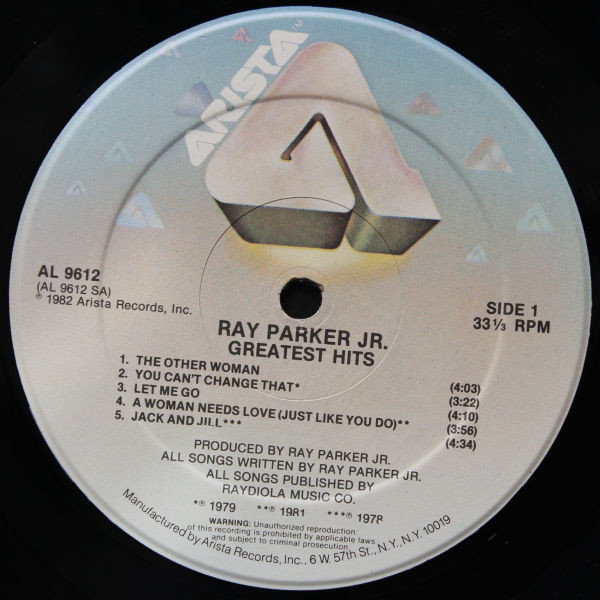 ARISTA™
AL 9612
(AL 9612 SA)
℗ 1982 Arista Records, Inc.
SIDE 1
33⅓ RPM
RAY PARKER JR.
GREATEST HITS
1. THE OTHER WOMAN (4:03)
2. YOU CAN'T CHANGE THAT* (3:22)
3. LET ME GO (4:10)
4. A WOMAN NEEDS LOVE (JUST LIKE YOU DO)** (3:56)
5. JACK AND JILL*** (4:34)
PRODUCED BY RAY PARKER JR.
ALL SONGS WRITTEN BY RAY PARKER JR.
ALL SONGS PUBLISHED BY
RAYDIOLA MUSIC CO.
*℗ 1979 **℗ 1981 ***℗ 1978
WARNING: Unauthorized reproduction
of this recording is prohibited by applicable laws
and subject to criminal prosecution.
Manufactured by Arista Records, Inc., 6 W. 57th St., N.Y., N.Y. 10019